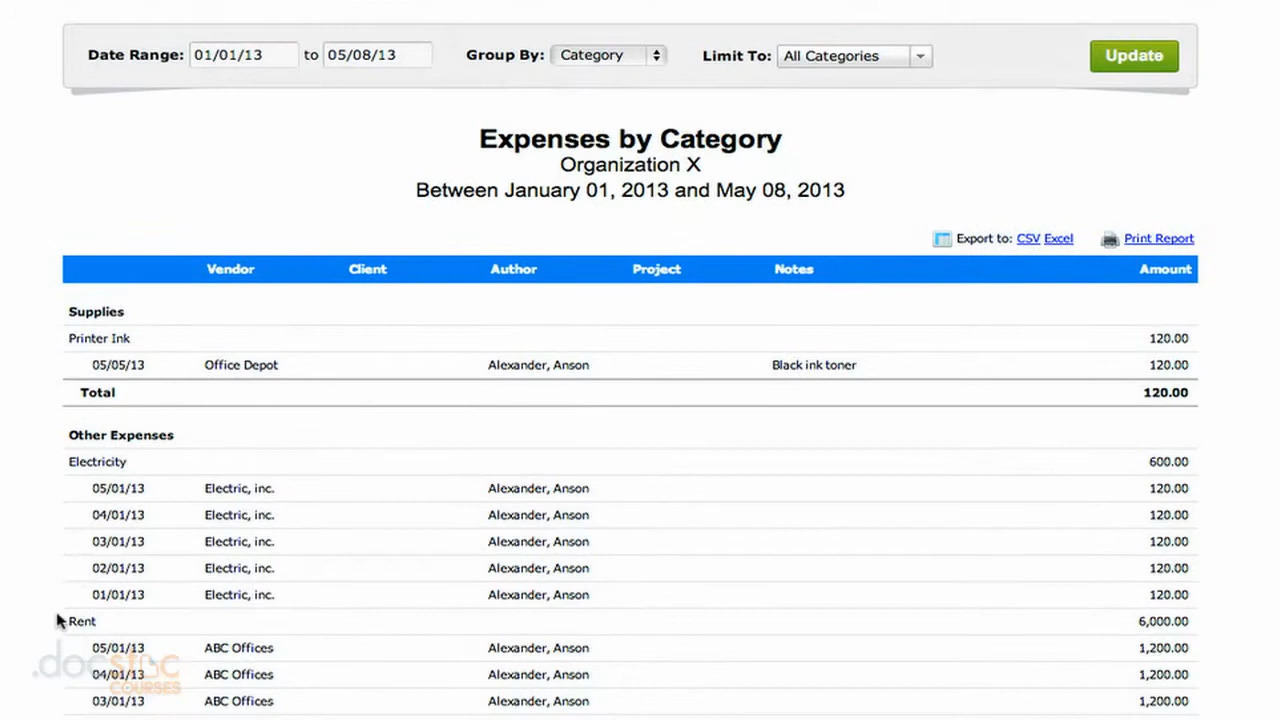 Date Range: 01/01/13 to 05/08/13 Group By: Category Limit To: All Categories Update
Expenses by Category
Organization X
Between January 01, 2013 and May 08, 2013
Export to: CSV Excel Print Report
Vendor Client Author Project Notes Amount
Supplies
Printer Ink 120.00
05/05/13 Office Depot Alexander, Anson Black ink toner 120.00
Total 120.00
Other Expenses
Electricity 600.00
05/01/13 Electric, inc. Alexander, Anson 120.00
04/01/13 Electric, inc. Alexander, Anson 120.00
03/01/13 Electric, inc. Alexander, Anson 120.00
02/01/13 Electric, inc. Alexander, Anson 120.00
01/01/13 Electric, inc. Alexander, Anson 120.00
Rent 6,000.00
05/01/13 ABC Offices Alexander, Anson 1,200.00
04/01/13 ABC Offices Alexander, Anson 1,200.00
03/01/13 ABC Offices Alexander, Anson 1,200.00
.docstoc
COURSES